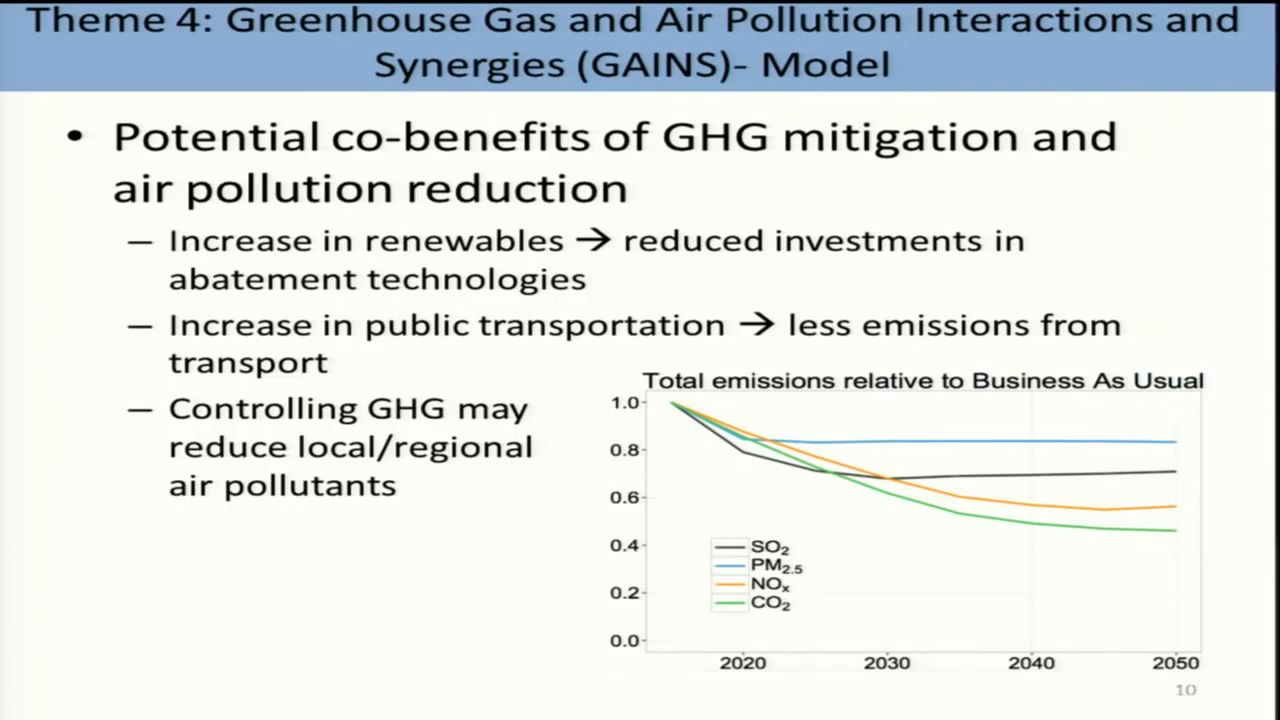 Theme 4: Greenhouse Gas and Air Pollution Interactions and
Synergies (GAINS)- Model
• Potential co-benefits of GHG mitigation and
air pollution reduction
– Increase in renewables → reduced investments in
abatement technologies
– Increase in public transportation → less emissions from
transport
– Controlling GHG may
reduce local/regional
air pollutants
Total emissions relative to Business As Usual
1.0
0.8
0.6
0.4
0.2
0.0
SO₂
PM₂.₅
NOₓ
CO₂
2020 2030 2040 2050
10